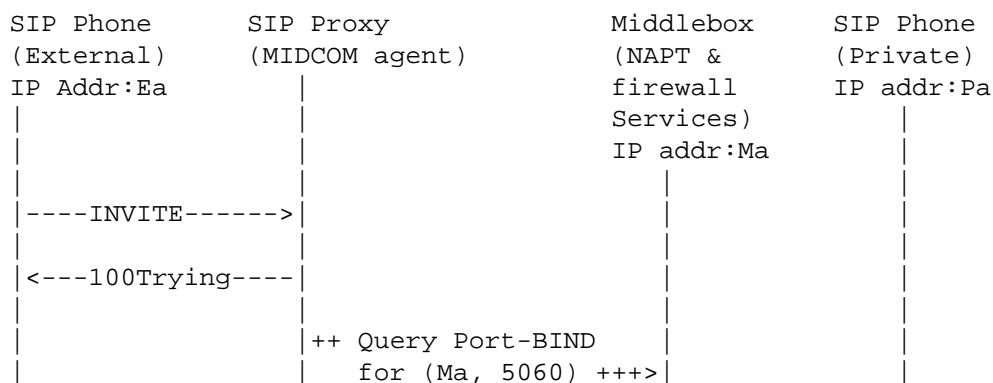 SIP Phone       SIP Proxy              Middlebox     SIP Phone
(External)     (MIDCOM agent)         (NAPT &       (Private)
IP Addr:Ea         |                   firewall     IP addr:Pa
|                  |                   Services)        |
|                  |                   IP addr:Ma       |
|                  |                      |              |
|----INVITE------>|                      |              |
|                  |                      |              |
|<---100Trying----|                      |              |
|                  |                      |              |
|                  |++ Query Port-BIND                   |
|                  |   for (Ma, 5060) +++>|              |